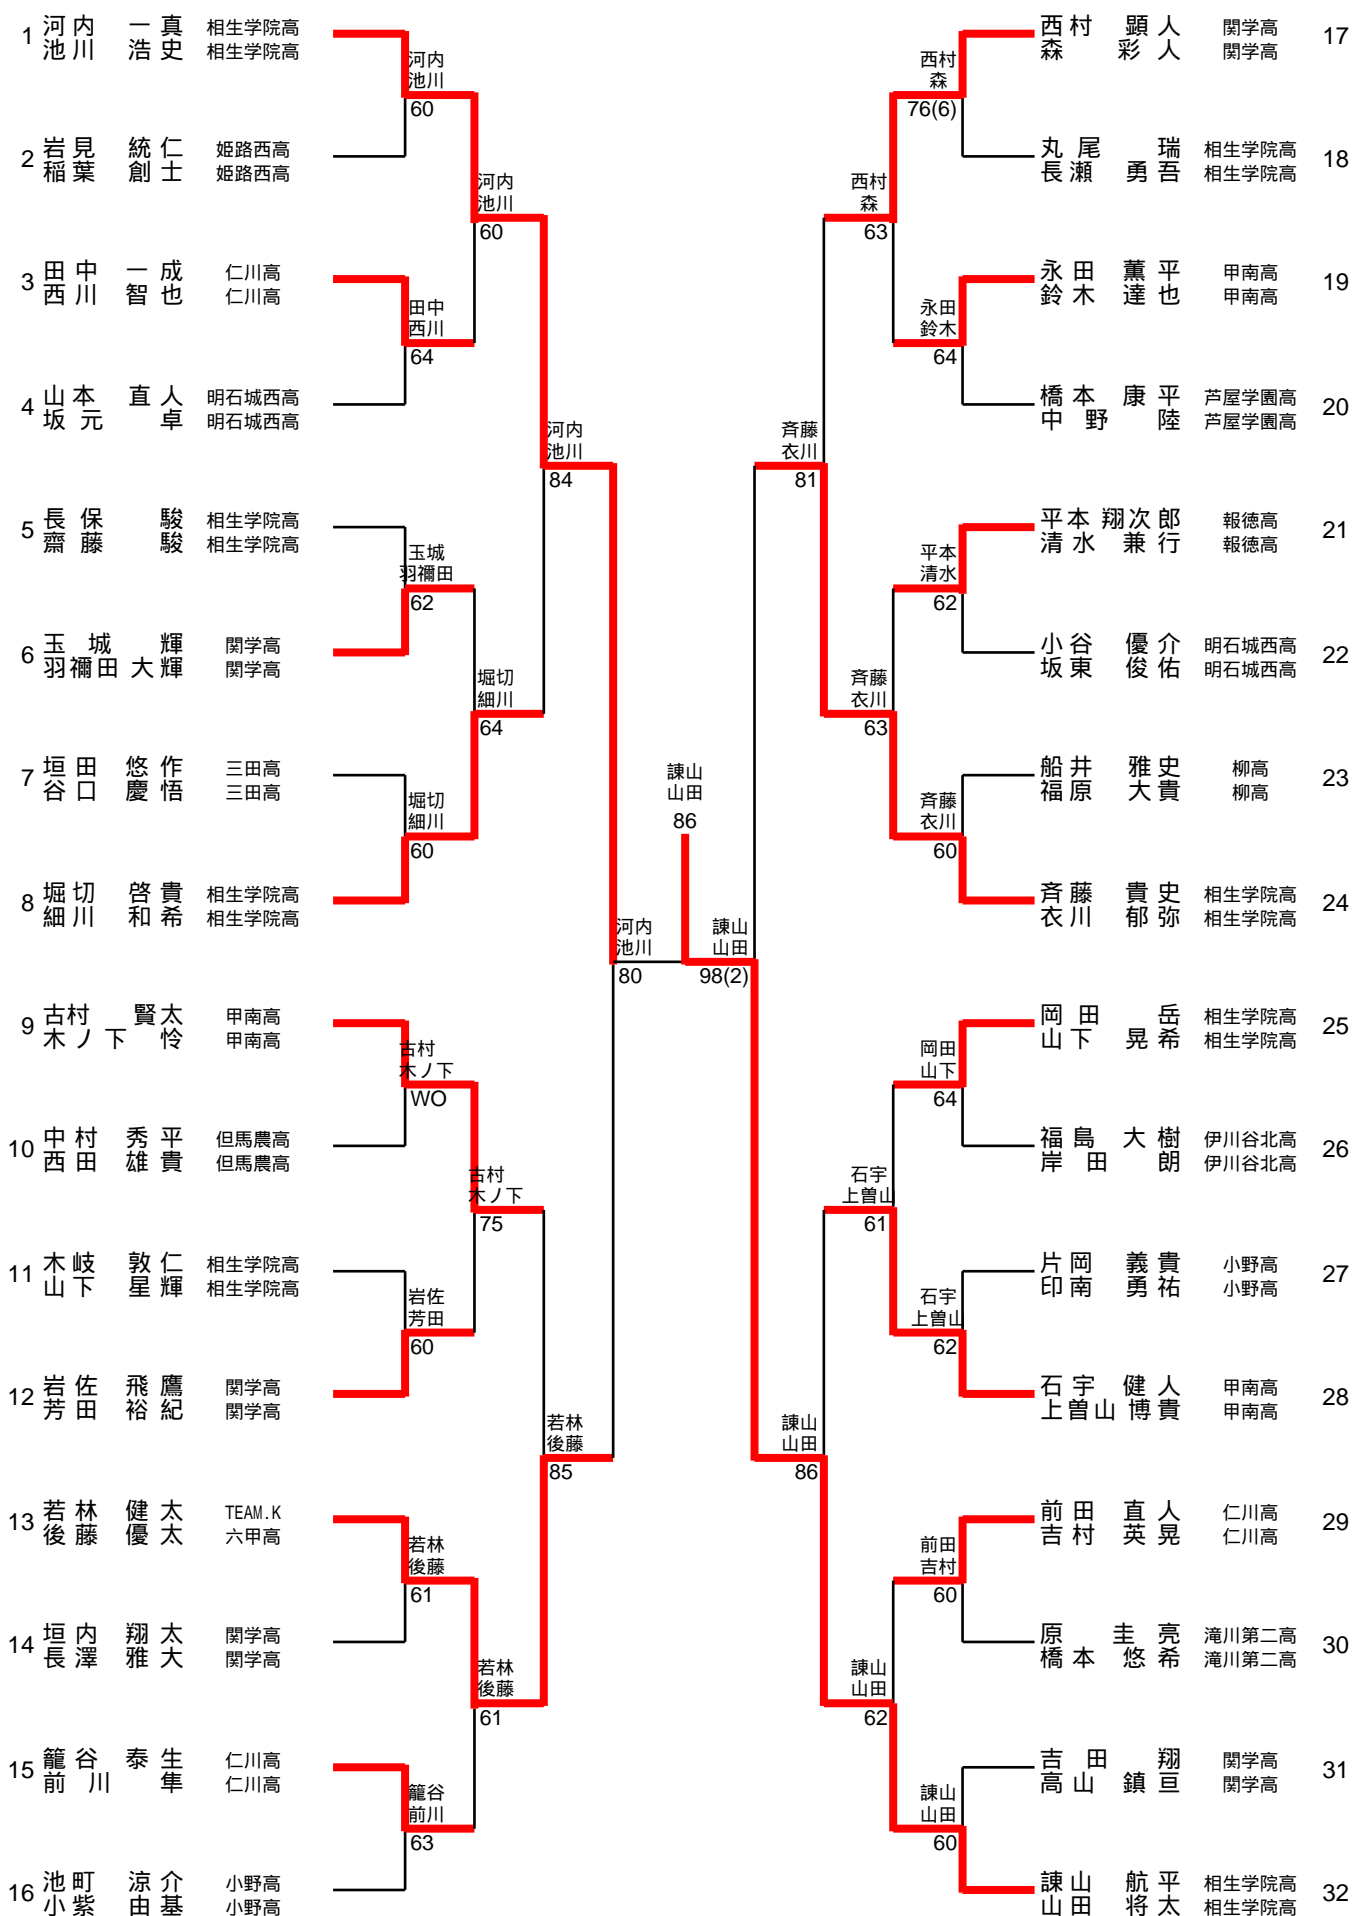 1 河内 一真 相生学院高
池川 浩史 相生学院高
2 岩見 統仁 姫路西高
稲葉 創士 姫路西高
3 田中 一成 仁川高
西川 智也 仁川高
4 山本 直人 明石城西高
坂元 卓 明石城西高
5 長保 駿 相生学院高
齋藤 駿 相生学院高
6 玉城 輝 関学高
羽禰田 大輝 関学高
7 垣田 悠作 三田高
谷口 慶悟 三田高
8 堀切 啓貴 相生学院高
細川 和希 相生学院高
9 古村 賢太 甲南高
木ノ下 怜 甲南高
10 中村 秀平 但馬農高
西田 雄貴 但馬農高
11 木岐 敦仁 相生学院高
山下 星輝 相生学院高
12 岩佐 飛鷹 関学高
芳田 裕紀 関学高
13 若林 健太 TEAM.K
後藤 優太 六甲高
14 垣内 翔太 関学高
長澤 雅大 関学高
15 籠谷 泰生 仁川高
前川 隼 仁川高
16 池町 涼介 小野高
小紫 由基 小野高
河内
池川
60
田中
西川
64
玉城
羽禰田
62
堀切
細川
60
古村
木ノ下
WO
岩佐
芳田
60
若林
後藤
61
籠谷
前川
63
河内
池川
60
堀切
細川
64
古村
木ノ下
75
若林
後藤
61
河内
池川
84
若林
後藤
85
河内
池川
80
諌山
山田
86
諌山
山田
98(2)
斉藤
衣川
81
諌山
山田
86
西村
森
63
斉藤
衣川
63
石宇
上曽山
61
諌山
山田
62
西村
森
76(6)
永田
鈴木
64
平本
清水
62
斉藤
衣川
60
岡田
山下
64
石宇
上曽山
62
前田
吉村
60
諌山
山田
60
西村 顕人 関学高 17
森 彩人 関学高
丸尾 瑞 相生学院高 18
長瀬 勇吾 相生学院高
永田 薫平 甲南高 19
鈴木 達也 甲南高
橋本 康平 芦屋学園高 20
中野 陸 芦屋学園高
平本 翔次郎 報徳高 21
清水 兼行 報徳高
小谷 優介 明石城西高 22
坂東 俊佑 明石城西高
船井 雅史 柳高 23
福原 大貴 柳高
斉藤 貴史 相生学院高 24
衣川 郁弥 相生学院高
岡田 岳 相生学院高 25
山下 晃希 相生学院高
福島 大樹 伊川谷北高 26
岸田 朗 伊川谷北高
片岡 義貴 小野高 27
印南 勇祐 小野高
石宇 健人 甲南高 28
上曽山 博貴 甲南高
前田 直人 仁川高 29
吉村 英晃 仁川高
原 圭亮 滝川第二高 30
橋本 悠希 滝川第二高
吉田 翔 関学高 31
高山 鎮亘 関学高
諌山 航平 相生学院高 32
山田 将太 相生学院高